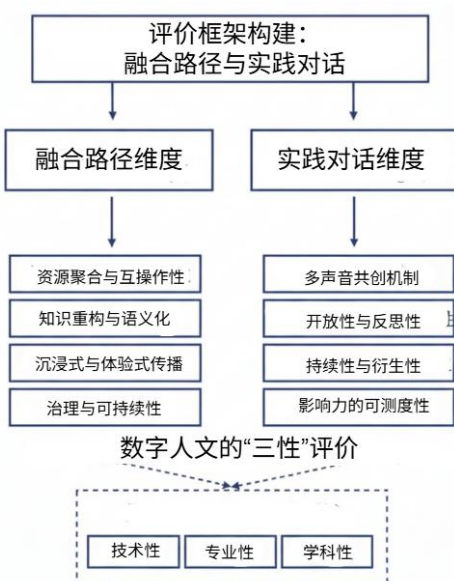 评价框架构建：
融合路径与实践对话
融合路径维度
实践对话维度
资源聚合与互操作性
多声音共创机制
知识重构与语义化
开放性与反思性
沉浸式与体验式传播
持续性与衍生性
治理与可持续性
影响力的可测度性
数字人文的“三性”评价
技术性
专业性
学科性